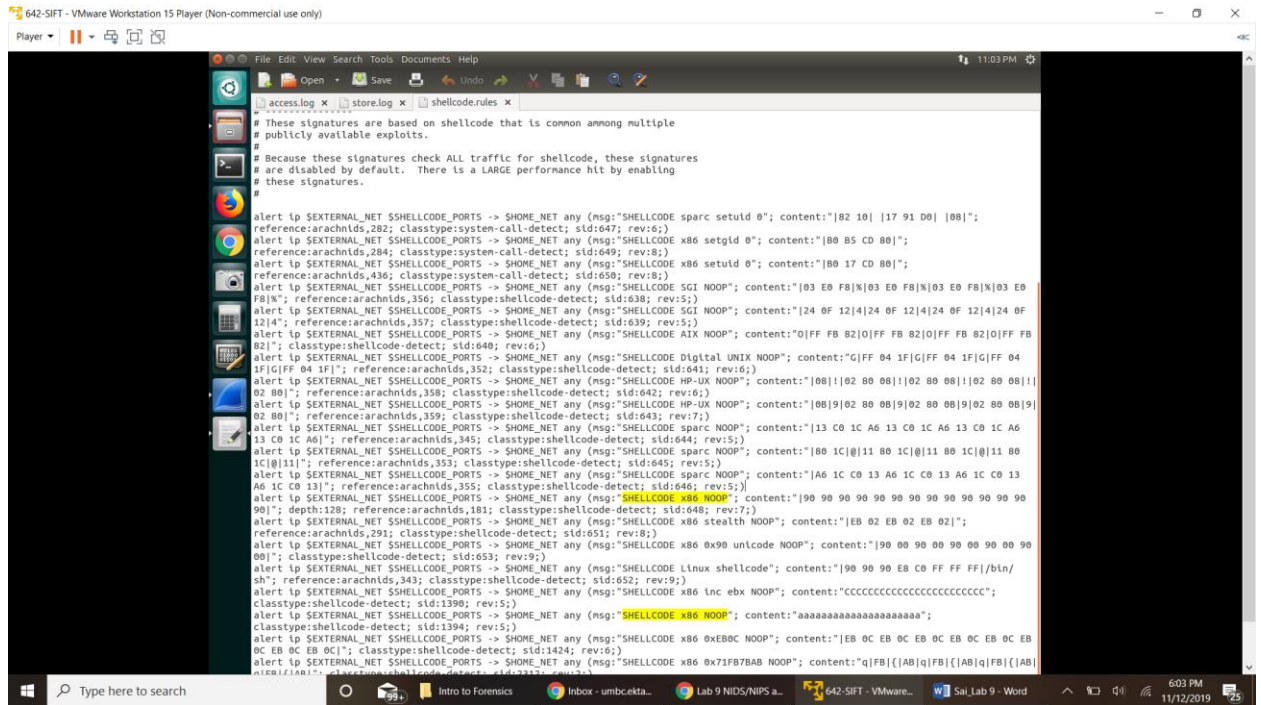 642-SIFT - VMware Workstation 15 Player (Non-commercial use only)
Player
File Edit View Search Tools Documents Help
11:03 PM
Open Save Undo
access.log × store.log × shellcode.rules ×
# ---------------
# These signatures are based on shellcode that is common ammong multiple
# publicly available exploits.
#
# Because these signatures check ALL traffic for shellcode, these signatures
# are disabled by default.  There is a LARGE performance hit by enabling
# these signatures.
#
alert ip $EXTERNAL_NET $SHELLCODE_PORTS -> $HOME_NET any (msg:"SHELLCODE sparc setuid 0"; content:"|82 10| |17 91 D0| |08|";
reference:arachnids,282; classtype:system-call-detect; sid:647; rev:6;)
alert ip $EXTERNAL_NET $SHELLCODE_PORTS -> $HOME_NET any (msg:"SHELLCODE x86 setgid 0"; content:"|B0 B5 CD 80|";
reference:arachnids,284; classtype:system-call-detect; sid:649; rev:8;)
alert ip $EXTERNAL_NET $SHELLCODE_PORTS -> $HOME_NET any (msg:"SHELLCODE x86 setuid 0"; content:"|B0 17 CD 80|";
reference:arachnids,436; classtype:system-call-detect; sid:650; rev:8;)
alert ip $EXTERNAL_NET $SHELLCODE_PORTS -> $HOME_NET any (msg:"SHELLCODE SGI NOOP"; content:"|03 E0 F8|%|03 E0 F8|%|03 E0 F8|%|03 E0
F8|%"; reference:arachnids,356; classtype:shellcode-detect; sid:638; rev:5;)
alert ip $EXTERNAL_NET $SHELLCODE_PORTS -> $HOME_NET any (msg:"SHELLCODE SGI NOOP"; content:"|24 0F 12|4|24 0F 12|4|24 0F 12|4|24 0F
12|4"; reference:arachnids,357; classtype:shellcode-detect; sid:639; rev:5;)
alert ip $EXTERNAL_NET $SHELLCODE_PORTS -> $HOME_NET any (msg:"SHELLCODE AIX NOOP"; content:"O|FF FB 82|O|FF FB 82|O|FF FB 82|O|FF FB
82|"; classtype:shellcode-detect; sid:640; rev:6;)
alert ip $EXTERNAL_NET $SHELLCODE_PORTS -> $HOME_NET any (msg:"SHELLCODE Digital UNIX NOOP"; content:"G|FF 04 1F|G|FF 04 1F|G|FF 04
1F|G|FF 04 1F|"; reference:arachnids,352; classtype:shellcode-detect; sid:641; rev:6;)
alert ip $EXTERNAL_NET $SHELLCODE_PORTS -> $HOME_NET any (msg:"SHELLCODE HP-UX NOOP"; content:"|08|!|02 80 08|!|02 80 08|!|02 80 08|!|
02 80|"; reference:arachnids,358; classtype:shellcode-detect; sid:642; rev:6;)
alert ip $EXTERNAL_NET $SHELLCODE_PORTS -> $HOME_NET any (msg:"SHELLCODE HP-UX NOOP"; content:"|0B|9|02 80 0B|9|02 80 0B|9|02 80 0B|9|
02 80|"; reference:arachnids,359; classtype:shellcode-detect; sid:643; rev:7;)
alert ip $EXTERNAL_NET $SHELLCODE_PORTS -> $HOME_NET any (msg:"SHELLCODE sparc NOOP"; content:"|13 C0 1C A6 13 C0 1C A6 13 C0 1C A6
13 C0 1C A6|"; reference:arachnids,345; classtype:shellcode-detect; sid:644; rev:5;)
alert ip $EXTERNAL_NET $SHELLCODE_PORTS -> $HOME_NET any (msg:"SHELLCODE sparc NOOP"; content:"|80 1C|@|11 80 1C|@|11 80 1C|@|11 80
1C|@|11|"; reference:arachnids,353; classtype:shellcode-detect; sid:645; rev:5;)
alert ip $EXTERNAL_NET $SHELLCODE_PORTS -> $HOME_NET any (msg:"SHELLCODE sparc NOOP"; content:"|A6 1C C0 13 A6 1C C0 13 A6 1C C0 13
A6 1C C0 13|"; reference:arachnids,355; classtype:shellcode-detect; sid:646; rev:5;)
alert ip $EXTERNAL_NET $SHELLCODE_PORTS -> $HOME_NET any (msg:"SHELLCODE x86 NOOP"; content:"|90 90 90 90 90 90 90 90 90 90 90 90 90
90|"; depth:128; reference:arachnids,181; classtype:shellcode-detect; sid:648; rev:7;)
alert ip $EXTERNAL_NET $SHELLCODE_PORTS -> $HOME_NET any (msg:"SHELLCODE x86 stealth NOOP"; content:"|EB 02 EB 02 EB 02|";
reference:arachnids,291; classtype:shellcode-detect; sid:651; rev:8;)
alert ip $EXTERNAL_NET $SHELLCODE_PORTS -> $HOME_NET any (msg:"SHELLCODE x86 0x90 unicode NOOP"; content:"|90 00 90 00 90 00 90 00 90
00|"; classtype:shellcode-detect; sid:653; rev:9;)
alert ip $EXTERNAL_NET $SHELLCODE_PORTS -> $HOME_NET any (msg:"SHELLCODE Linux shellcode"; content:"|90 90 90 E8 C0 FF FF FF|/bin/
sh"; reference:arachnids,343; classtype:shellcode-detect; sid:652; rev:9;)
alert ip $EXTERNAL_NET $SHELLCODE_PORTS -> $HOME_NET any (msg:"SHELLCODE x86 inc ebx NOOP"; content:"CCCCCCCCCCCCCCCCCCCCCCCC";
classtype:shellcode-detect; sid:1390; rev:5;)
alert ip $EXTERNAL_NET $SHELLCODE_PORTS -> $HOME_NET any (msg:"SHELLCODE x86 NOOP"; content:"aaaaaaaaaaaaaaaaaaaaa";
classtype:shellcode-detect; sid:1394; rev:5;)
alert ip $EXTERNAL_NET $SHELLCODE_PORTS -> $HOME_NET any (msg:"SHELLCODE x86 0xEB0C NOOP"; content:"|EB 0C EB 0C EB 0C EB 0C EB 0C EB
0C EB 0C EB 0C|"; classtype:shellcode-detect; sid:1424; rev:6;)
alert ip $EXTERNAL_NET $SHELLCODE_PORTS -> $HOME_NET any (msg:"SHELLCODE x86 0x71FB7BAB NOOP"; content:"q|FB|{|AB|q|FB|{|AB|q|FB|{|AB|
q|FB|{|AB|"; classtype:shellcode-detect; sid:2312; rev:2;)
Type here to search
99+
Intro to Forensics
Inbox - umbc.ekta...
Lab 9 NIDS/NIPS a...
642-SIFT - VMware...
Sai_Lab 9 - Word
6:03 PM
11/12/2019
25